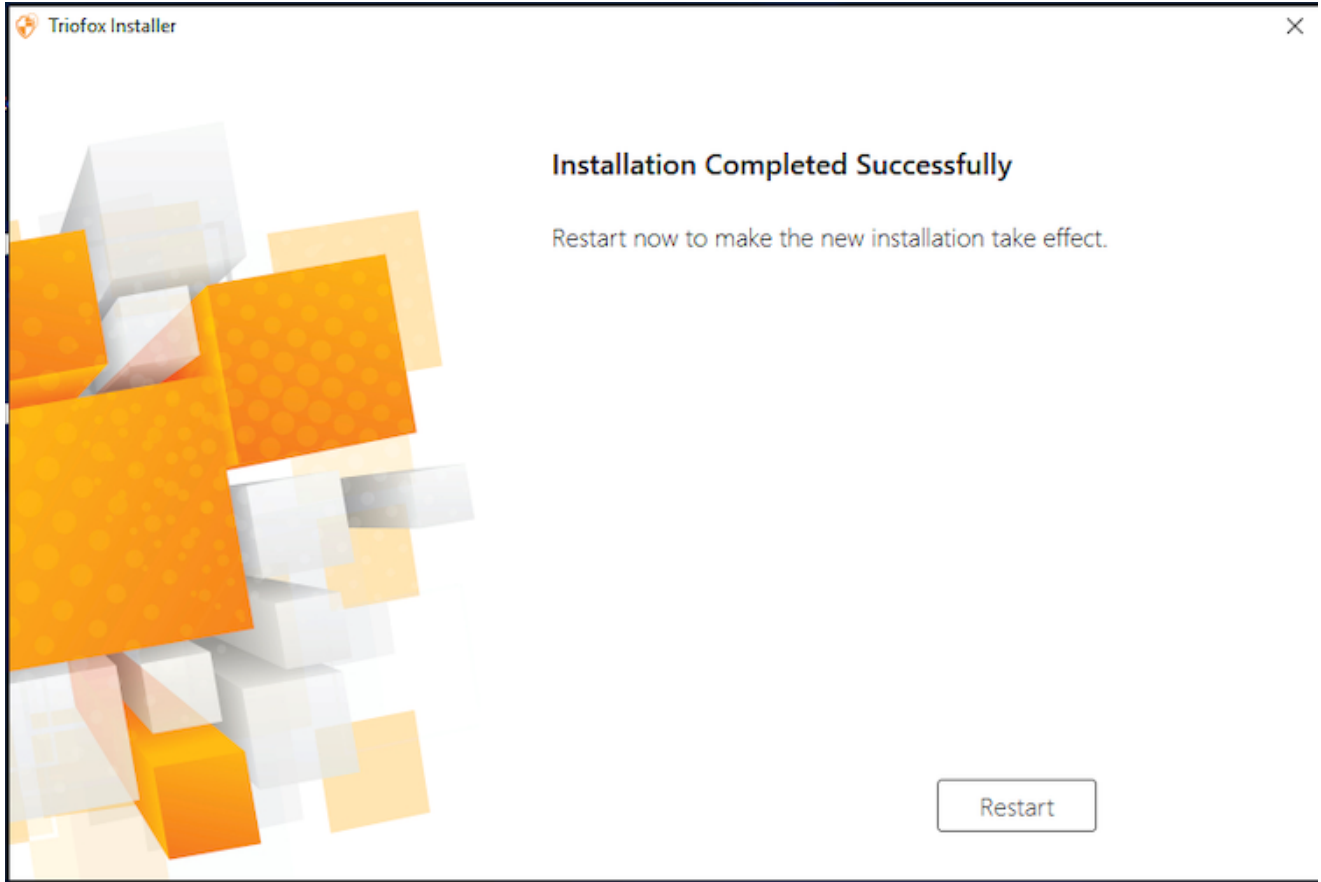 Triofox Installer
Installation Completed Successfully
Restart now to make the new installation take effect.
Restart